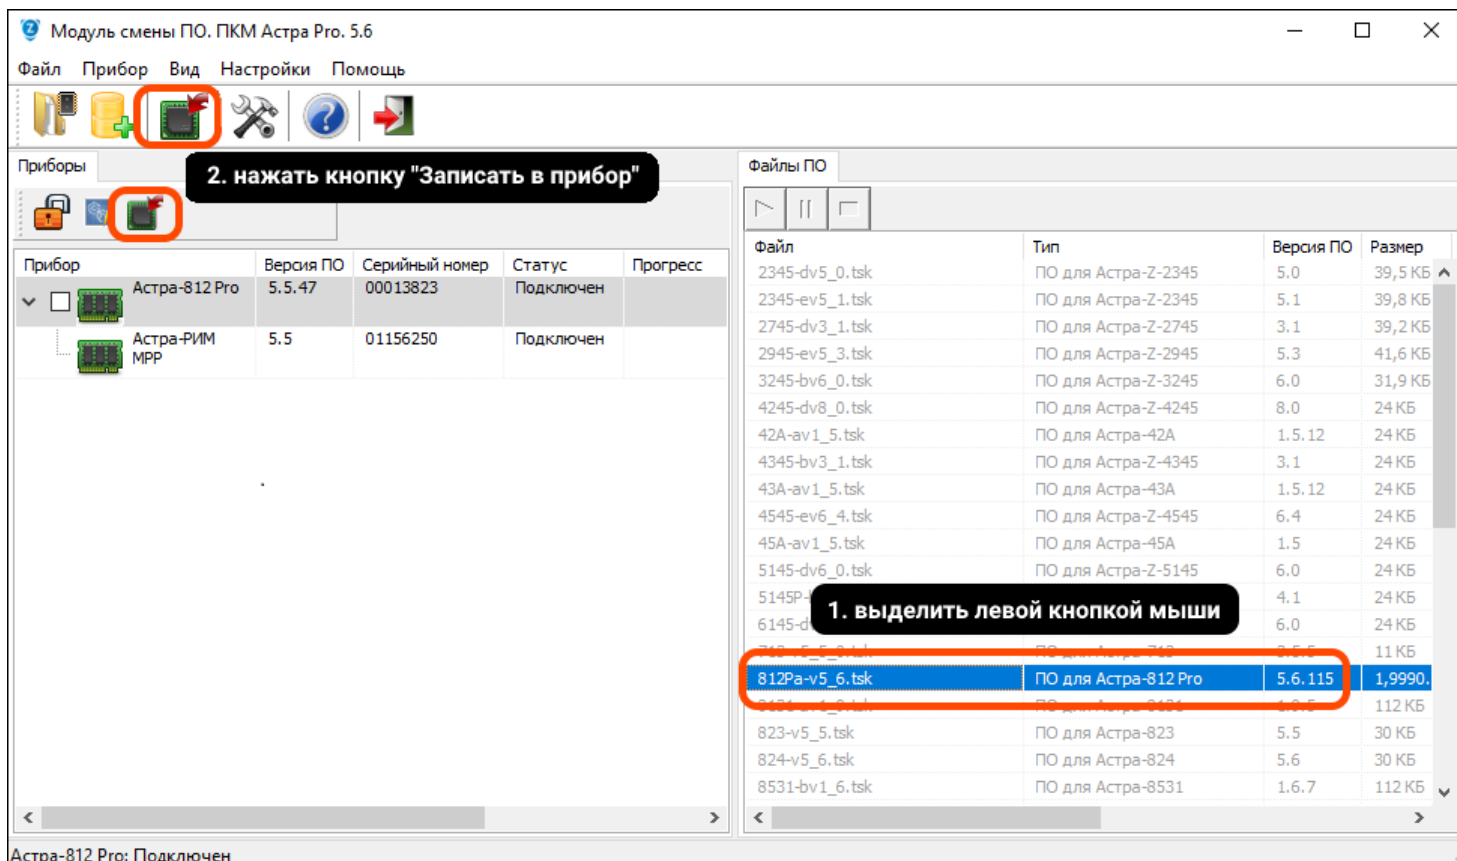 Модуль смены ПО. ПКМ Астра Pro. 5.6
Файл Прибор Вид Настройки Помощь
2. нажать кнопку "Записать в прибор"
Приборы
Прибор Версия ПО Серийный номер Статус Прогресс
Астра-812 Pro 5.5.47 00013823 Подключен
Астра-РИМ 5.5 01156250 Подключен
МРР
Файлы ПО
Файл Тип Версия ПО Размер
2345-dv5_0.tsk ПО для Астра-Z-2345 5.0 39,5 КБ
2345-ev5_1.tsk ПО для Астра-Z-2345 5.1 39,8 КБ
2745-dv3_1.tsk ПО для Астра-Z-2745 3.1 39,2 КБ
2945-ev5_3.tsk ПО для Астра-Z-2945 5.3 41,6 КБ
3245-bv6_0.tsk ПО для Астра-Z-3245 6.0 31,9 КБ
4245-dv8_0.tsk ПО для Астра-Z-4245 8.0 24 КБ
42A-av1_5.tsk ПО для Астра-42А 1.5.12 24 КБ
4345-bv3_1.tsk ПО для Астра-Z-4345 3.1 24 КБ
43A-av1_5.tsk ПО для Астра-43А 1.5.12 24 КБ
4545-ev6_4.tsk ПО для Астра-Z-4545 6.4 24 КБ
45A-av1_5.tsk ПО для Астра-45А 1.5 24 КБ
5145-dv6_0.tsk ПО для Астра-Z-5145 6.0 24 КБ
4.1 24 КБ
1. выделить левой кнопкой мыши
6.0 24 КБ
11 КБ
812Pa-v5_6.tsk ПО для Астра-812 Pro 5.6.115 1,9990.
112 КБ
823-v5_5.tsk ПО для Астра-823 5.5 30 КБ
824-v5_6.tsk ПО для Астра-824 5.6 30 КБ
8531-bv1_6.tsk ПО для Астра-8531 1.6.7 112 КБ
Астра-812 Pro: Подключен